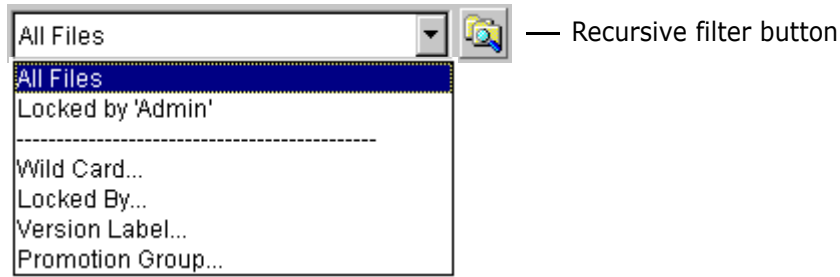 All Files
Recursive filter button
All Files
Locked by 'Admin'
------------------------------------------
Wild Card...
Locked By...
Version Label...
Promotion Group...